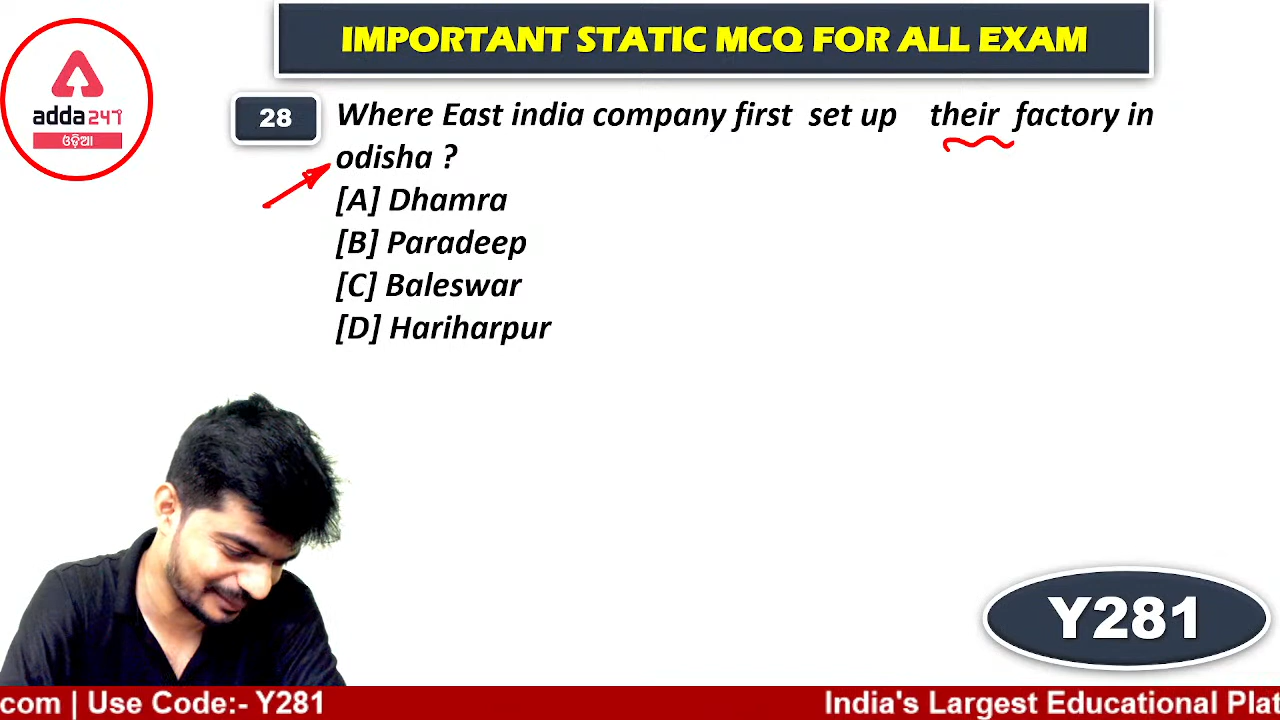 IMPORTANT STATIC MCQ FOR ALL EXAM
adda247
ଓଡ଼ିଆ
28
Where East india company first set up their factory in
odisha ?
[A] Dhamra
[B] Paradeep
[C] Baleswar
[D] Hariharpur
Y281
com | Use Code:- Y281
India's Largest Educational Plat